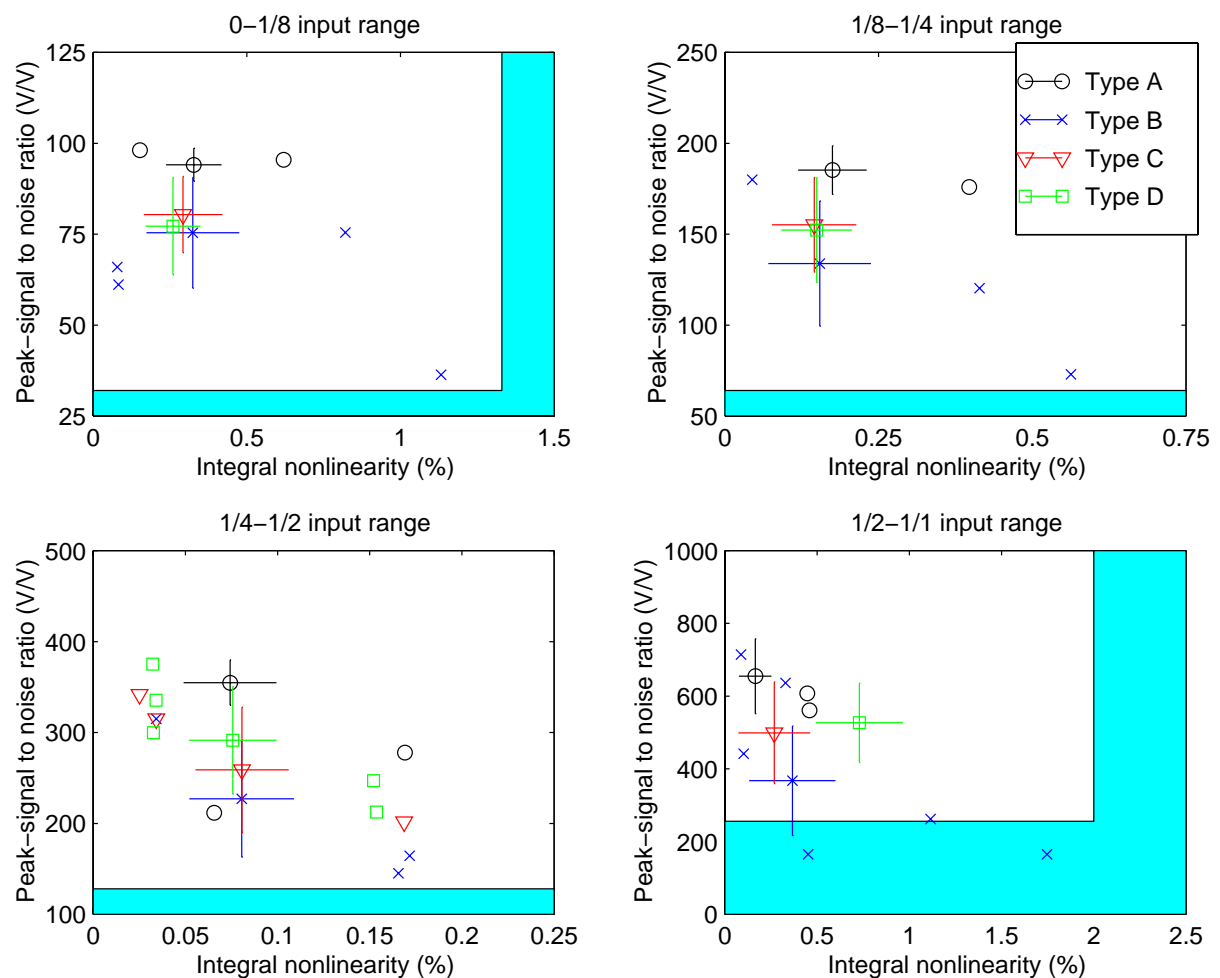 0−1/8 input range
Peak−signal to noise ratio (V/V)
125
100
75
50
25
0
0.5
1
1.5
Integral nonlinearity (%)
1/8−1/4 input range
Peak−signal to noise ratio (V/V)
250
200
150
100
50
0
0.25
0.5
0.75
Integral nonlinearity (%)
Type A
Type B
Type C
Type D
1/4−1/2 input range
Peak−signal to noise ratio (V/V)
500
400
300
200
100
0
0.05
0.1
0.15
0.2
0.25
Integral nonlinearity (%)
1/2−1/1 input range
Peak−signal to noise ratio (V/V)
1000
800
600
400
200
0
0
0.5
1
1.5
2
2.5
Integral nonlinearity (%)